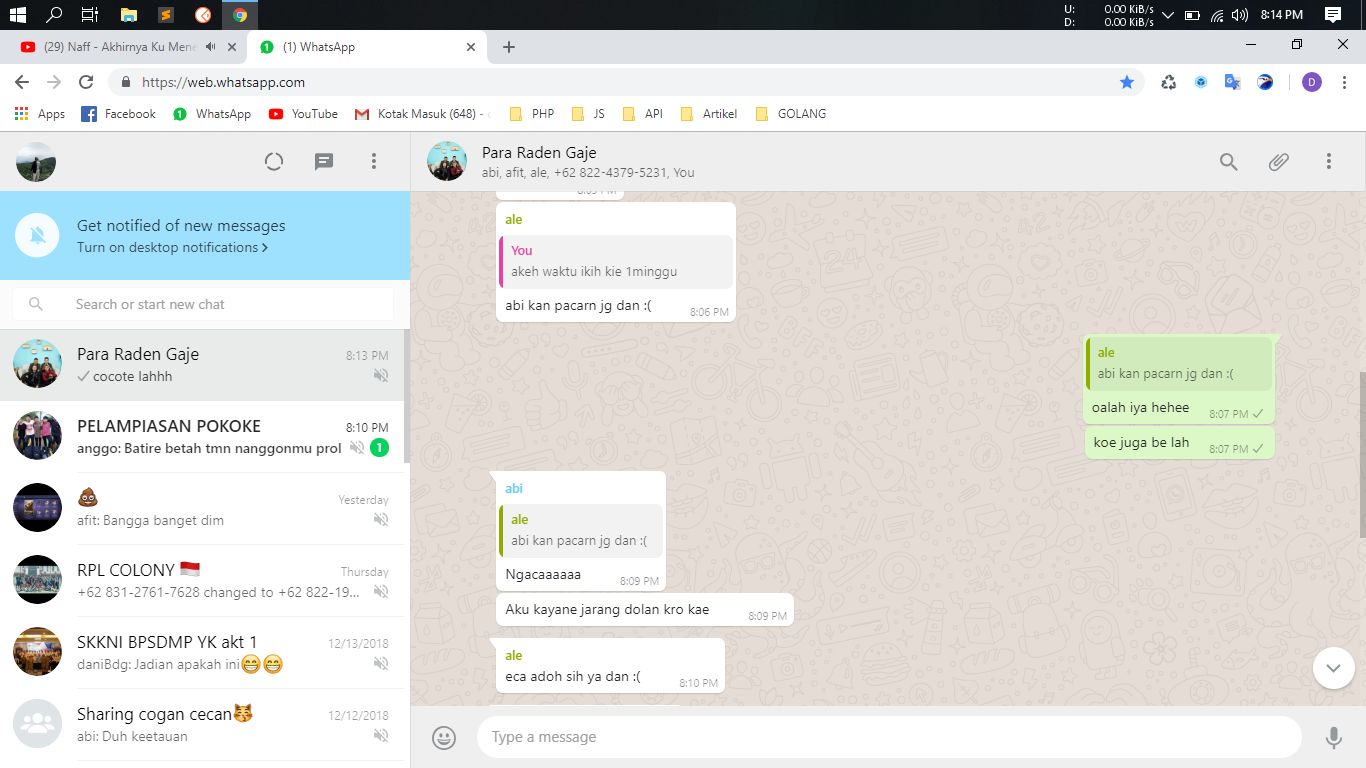 U: 0.00 KiB/s
D: 0.00 KiB/s
8:14 PM
(29) Naff - Akhirnya Ku Mene
(1) WhatsApp
https://web.whatsapp.com
D
Apps
Facebook
1
WhatsApp
YouTube
Kotak Masuk (648) -
PHP
JS
API
Artikel
GOLANG
Get notified of new messages
Turn on desktop notifications >
Search or start new chat
Para Raden Gaje
8:13 PM
cocote lahhh
PELAMPIASAN POKOKE
8:10 PM
anggo: Batire betah tmn nanggonmu prol
1
💩
Yesterday
afit: Bangga banget dim
RPL COLONY 🇮🇩
Thursday
+62 831-2761-7628 changed to +62 822-19...
SKKNI BPSDMP YK akt 1
12/13/2018
daniBdg: Jadian apakah ini😁😁
Sharing cogan cecan😽
12/12/2018
abi: Duh keetauan
Para Raden Gaje
abi, afit, ale, +62 822-4379-5231, You
ale
You
akeh waktu ikih kie 1minggu
abi kan pacarn jg dan :(
8:06 PM
ale
abi kan pacarn jg dan :(
oalah iya hehee
8:07 PM
koe juga be lah
8:07 PM
abi
ale
abi kan pacarn jg dan :(
Ngacaaaaaa
8:09 PM
Aku kayane jarang dolan kro kae
8:09 PM
ale
eca adoh sih ya dan :(
8:10 PM
Type a message